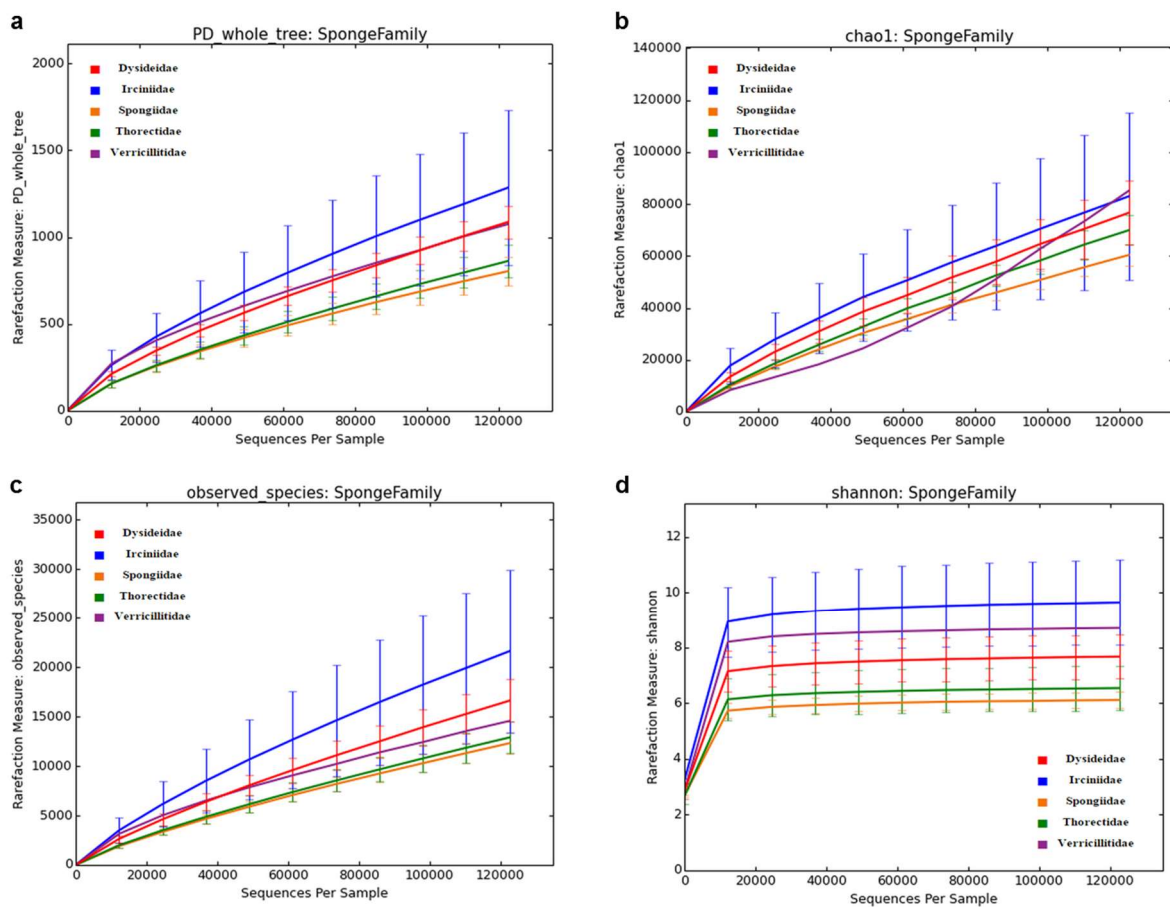 a
PD_whole_tree: SpongeFamily
Rarefaction Measure: PD_whole_tree
2000
1500
1000
500
0
Dysideidae
Irciniidae
Spongiidae
Thorectidae
Verricillitidae
0 20000 40000 60000 80000 100000 120000
Sequences Per Sample
b
chao1: SpongeFamily
Rarefaction Measure: chao1
140000
120000
100000
80000
60000
40000
20000
0
Dysideidae
Irciniidae
Spongiidae
Thorectidae
Verricillitidae
0 20000 40000 60000 80000 100000 120000
Sequences Per Sample
c
observed_species: SpongeFamily
Rarefaction Measure: observed_species
35000
30000
25000
20000
15000
10000
5000
0
Dysideidae
Irciniidae
Spongiidae
Thorectidae
Verricillitidae
0 20000 40000 60000 80000 100000 120000
Sequences Per Sample
d
shannon: SpongeFamily
Rarefaction Measure: shannon
12
10
8
6
4
2
0
Dysideidae
Irciniidae
Spongiidae
Thorectidae
Verricillitidae
0 20000 40000 60000 80000 100000 120000
Sequences Per Sample